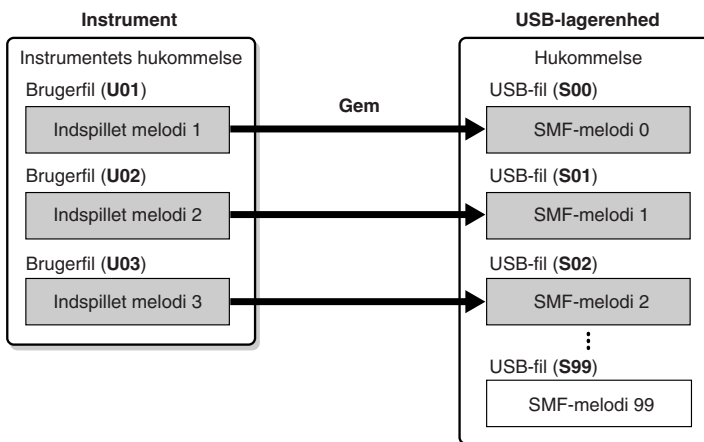 Instrument
Instrumentets hukommelse
Brugerfil (U01)
Indspillet melodi 1
Brugerfil (U02)
Indspillet melodi 2
Brugerfil (U03)
Indspillet melodi 3
Gem
USB-lagerenhed
Hukommelse
USB-fil (S00)
SMF-melodi 0
USB-fil (S01)
SMF-melodi 1
USB-fil (S02)
SMF-melodi 2
USB-fil (S99)
SMF-melodi 99